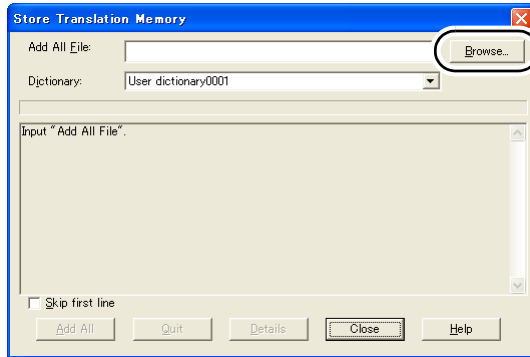 Store Translation Memory
Add All File:
Browse...
Dictionary:
User dictionary0001
Input "Add All File".
Skip first line
Add All
Quit
Details
Close
Help